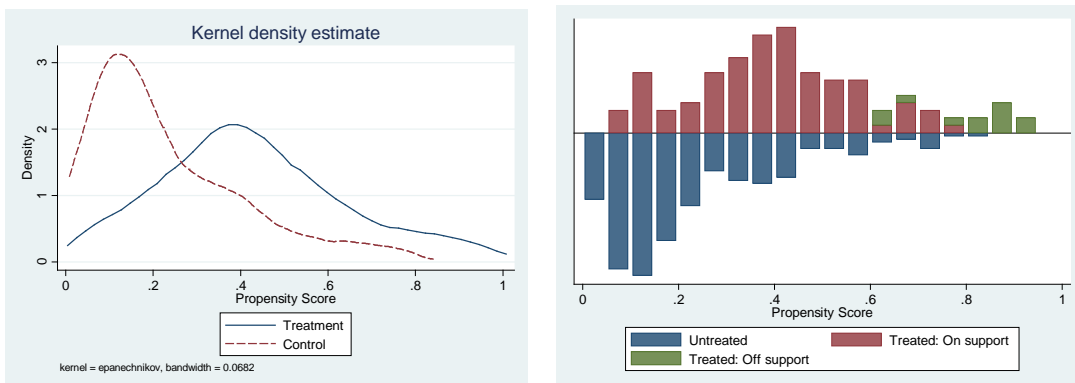 Kernel density estimate
Density
3
2
1
0
0 .2 .4 .6 .8 1
Propensity Score
Treatment
Control
kernel = epanechnikov, bandwidth = 0.0682
0 .2 .4 .6 .8 1
Propensity Score
Untreated Treated: On support
Treated: Off support